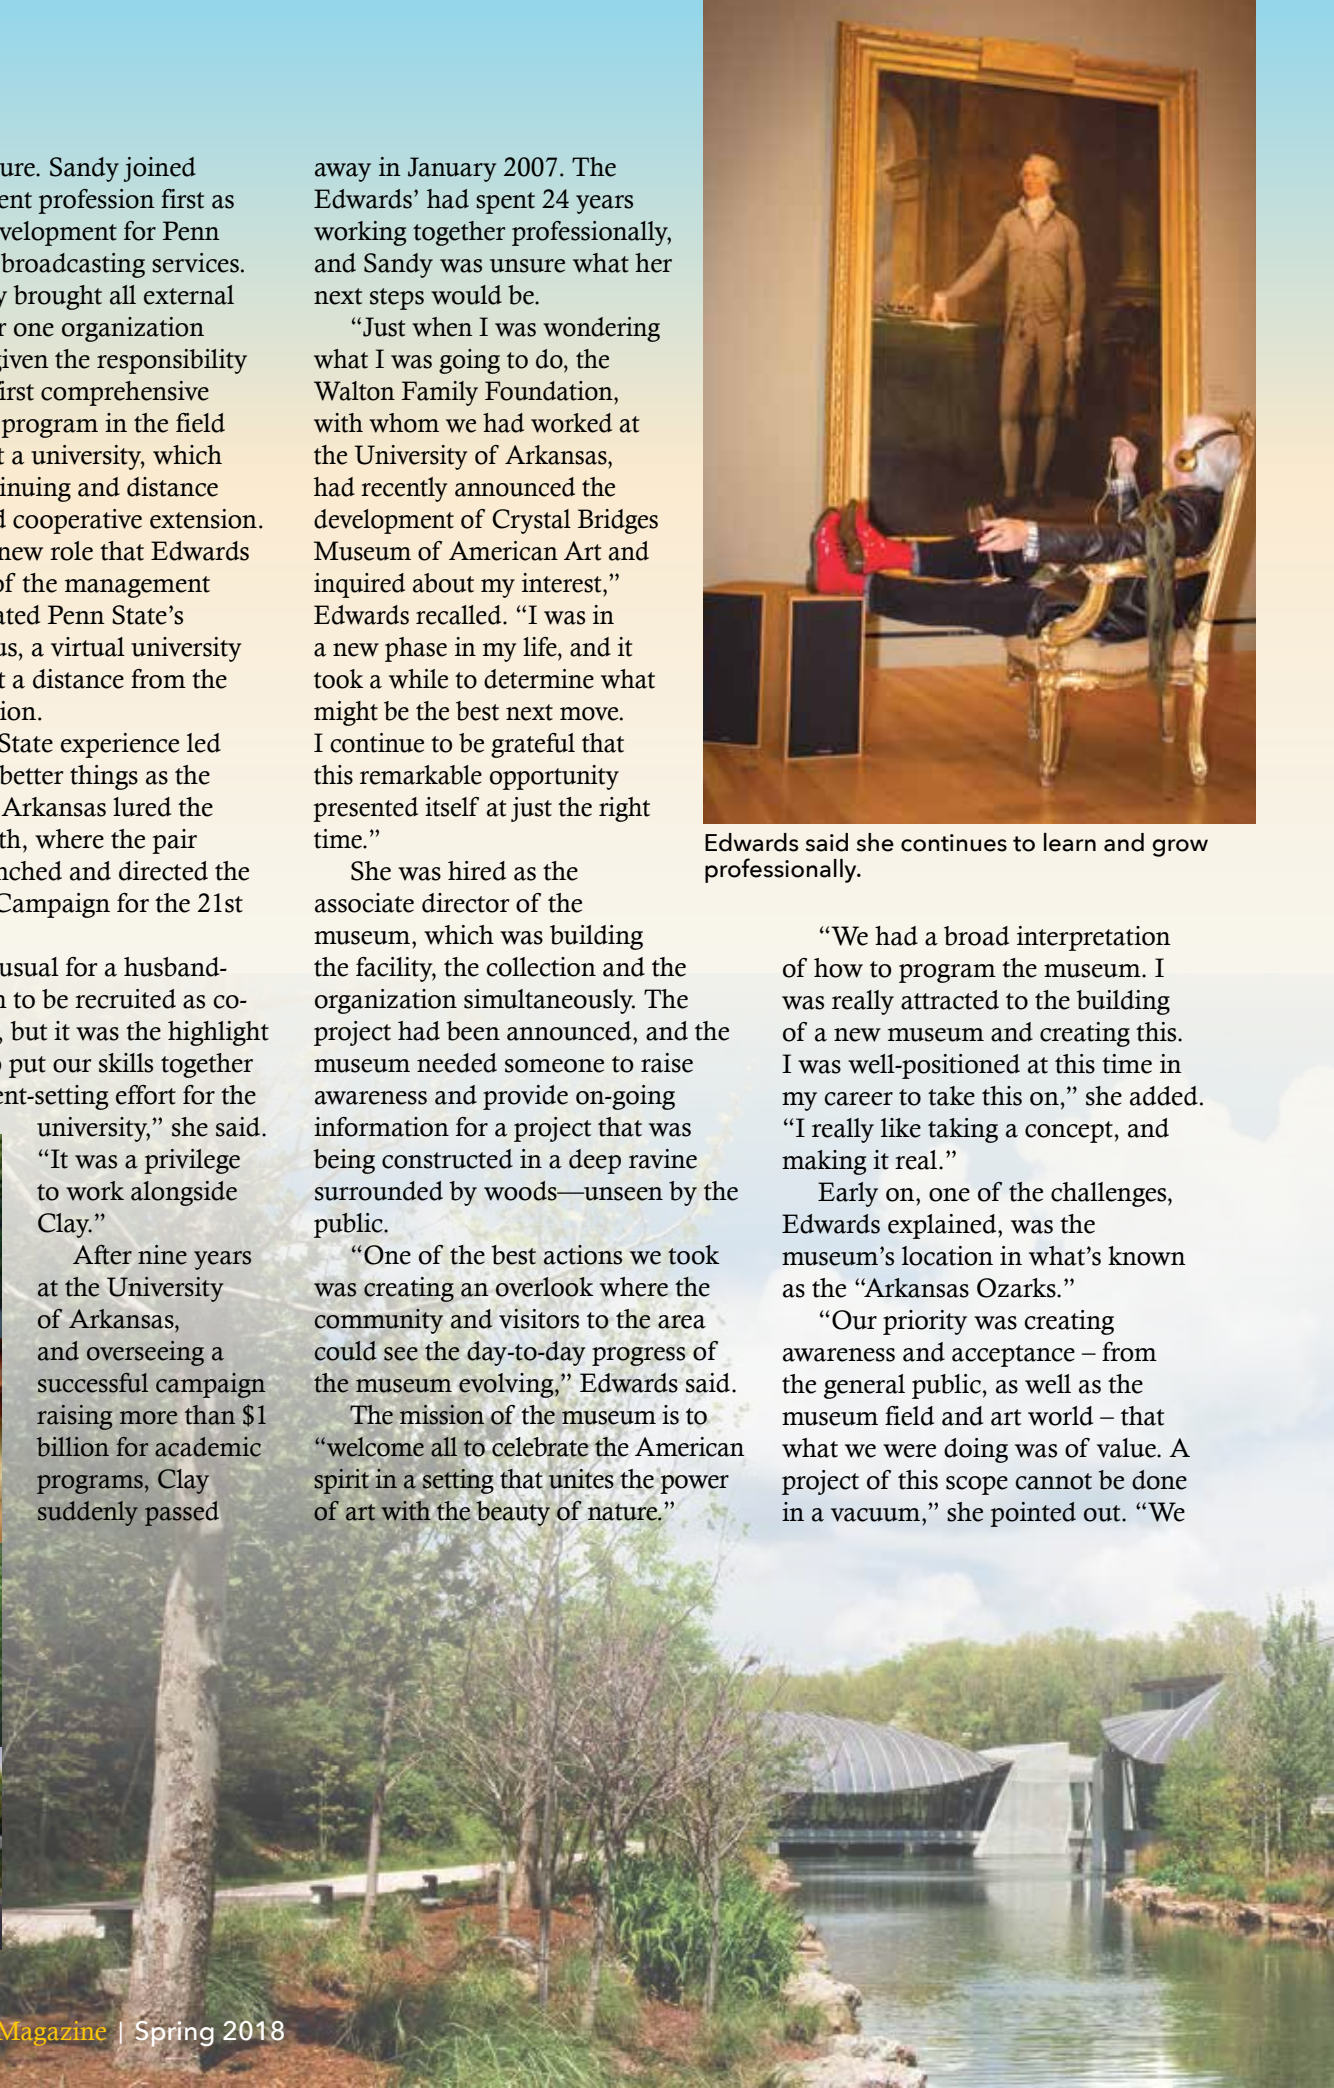 ure. Sandy joined
ent profession first as
velopment for Penn
broadcasting services.
y brought all external
r one organization
given the responsibility
first comprehensive
program in the field
t a university, which
inuing and distance
d cooperative extension.
new role that Edwards
of the management
ated Penn State’s
us, a virtual university
t a distance from the
ion.
State experience led
better things as the
Arkansas lured the
th, where the pair
nched and directed the
Campaign for the 21st
usual for a husband-
n to be recruited as co-
, but it was the highlight
o put our skills together
ent-setting effort for the
university,” she said.
“It was a privilege
to work alongside
Clay.”
After nine years
at the University
of Arkansas,
and overseeing a
successful campaign
raising more than $1
billion for academic
programs, Clay
suddenly passed
away in January 2007. The
Edwards’ had spent 24 years
working together professionally,
and Sandy was unsure what her
next steps would be.
“Just when I was wondering
what I was going to do, the
Walton Family Foundation,
with whom we had worked at
the University of Arkansas,
had recently announced the
development of Crystal Bridges
Museum of American Art and
inquired about my interest,”
Edwards recalled. “I was in
a new phase in my life, and it
took a while to determine what
might be the best next move.
I continue to be grateful that
this remarkable opportunity
presented itself at just the right
time.”
She was hired as the
associate director of the
museum, which was building
the facility, the collection and the
organization simultaneously. The
project had been announced, and the
museum needed someone to raise
awareness and provide on-going
information for a project that was
being constructed in a deep ravine
surrounded by woods—unseen by the
public.
“One of the best actions we took
was creating an overlook where the
community and visitors to the area
could see the day-to-day progress of
the museum evolving,” Edwards said.
The mission of the museum is to
“welcome all to celebrate the American
spirit in a setting that unites the power
of art with the beauty of nature.”
Edwards said she continues to learn and grow
professionally.
“We had a broad interpretation
of how to program the museum. I
was really attracted to the building
of a new museum and creating this.
I was well-positioned at this time in
my career to take this on,” she added.
“I really like taking a concept, and
making it real.”
Early on, one of the challenges,
Edwards explained, was the
museum’s location in what’s known
as the “Arkansas Ozarks.”
“Our priority was creating
awareness and acceptance – from
the general public, as well as the
museum field and art world – that
what we were doing was of value. A
project of this scope cannot be done
in a vacuum,” she pointed out. “We
Magazine | Spring 2018